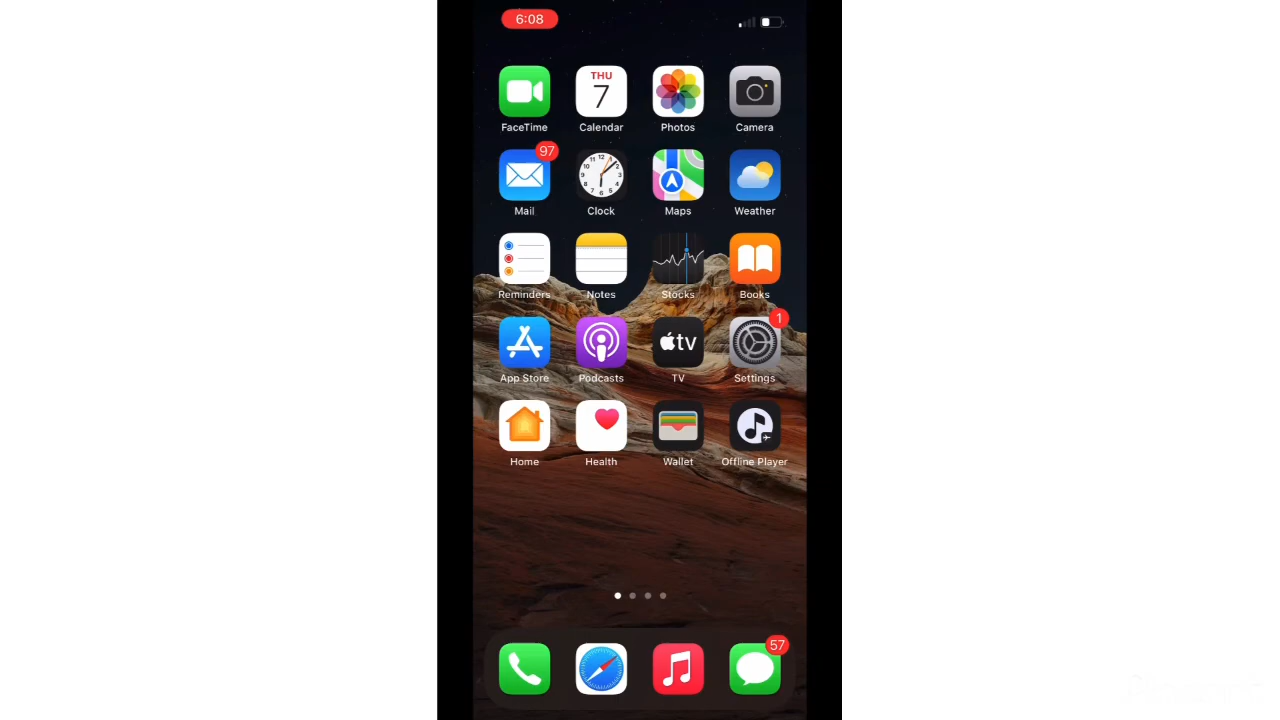 6:08
THU
7
FaceTime
Calendar
Photos
Camera
97
Mail
Clock
Maps
Weather
Reminders
Notes
Stocks
Books
tv
1
App Store
Podcasts
TV
Settings
Home
Health
Wallet
Offline Player
57